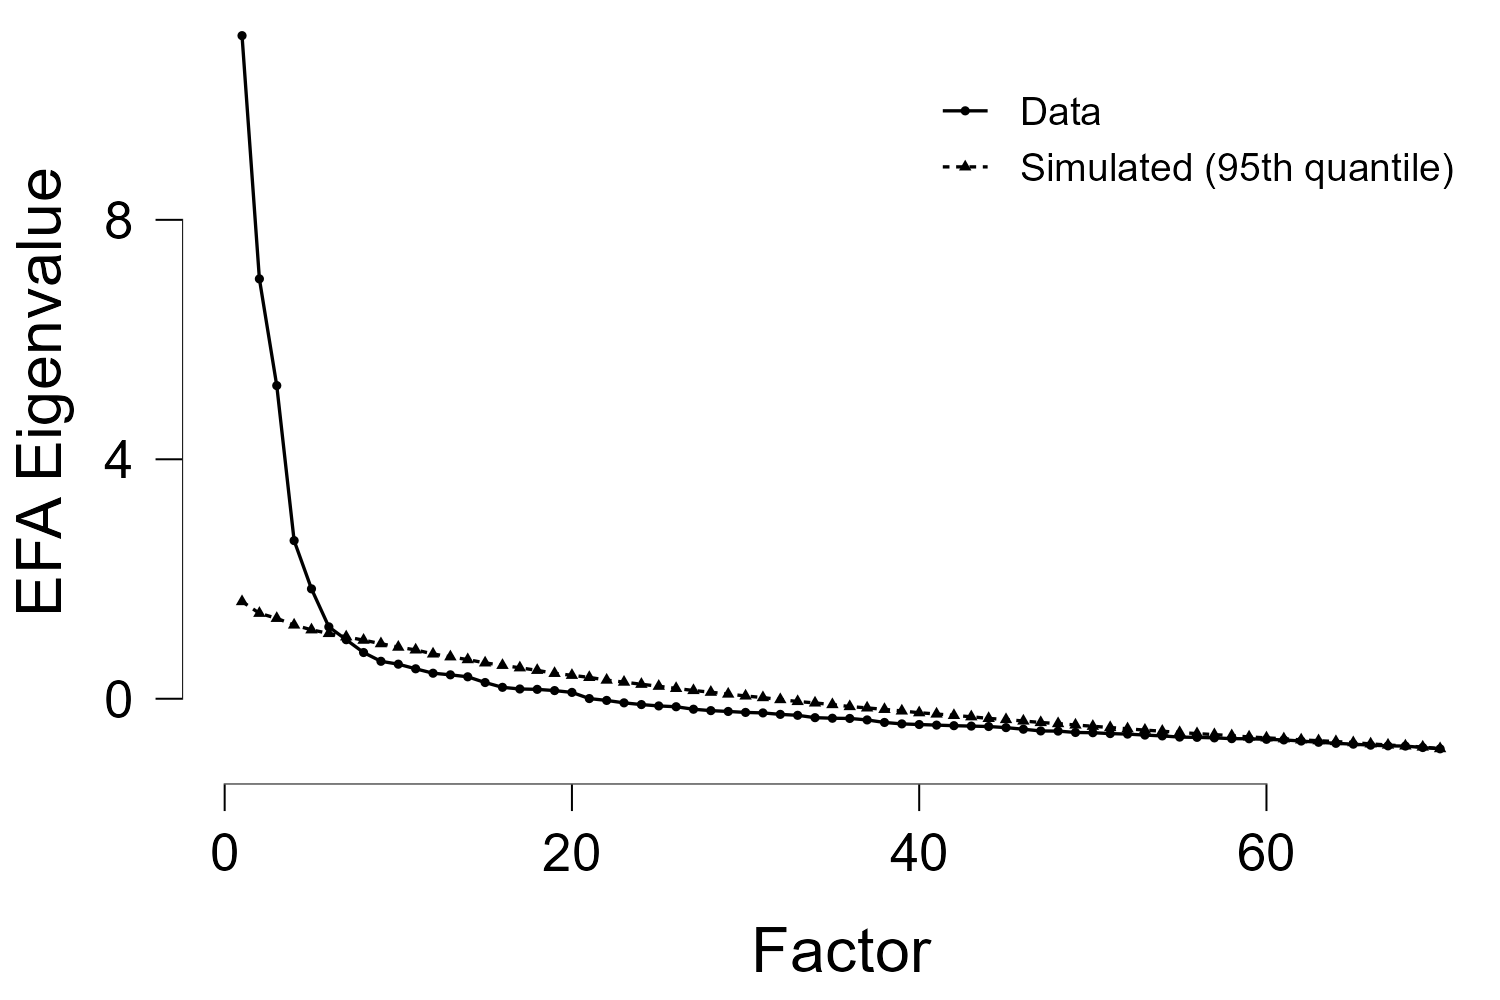 Data
Simulated (95th quantile)
EFA Eigenvalue
8
4
0
0 20 40 60
Factor